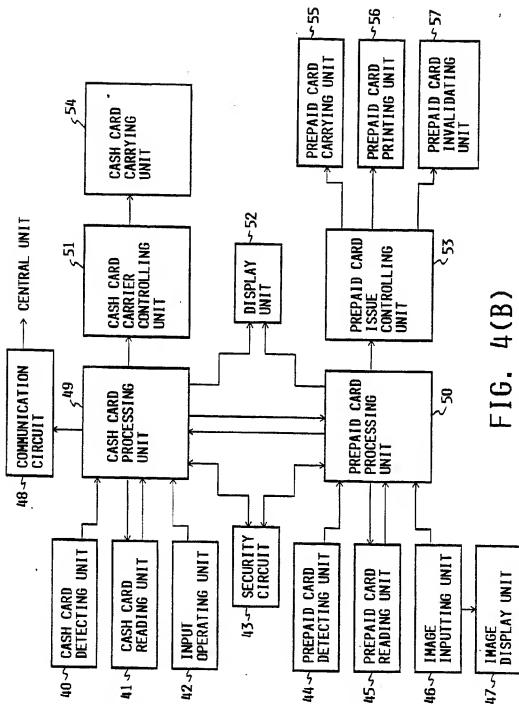 COMMUNICATION
CIRCUIT
48
CENTRAL UNIT
CASH CARD
DETECTING UNIT
40
CASH CARD
READING UNIT
41
INPUT
OPERATING UNIT
42
49
CASH CARD
PROCESSING
UNIT
51
CASH CARD
CARRIER
CONTROLLING
UNIT
54
CASH CARD
CARRYING
UNIT
SECURITY
CIRCUIT
43
DISPLAY
UNIT
52
PREPAID CARD
DETECTING UNIT
44
PREPAID CARD
READING UNIT
45
IMAGE
INPUTTING UNIT
46
IMAGE
DISPLAY UNIT
47
PREPAID CARD
PROCESSING
UNIT
50
PREPAID CARD
ISSUE
CONTROLLING
UNIT
53
PREPAID CARD
CARRYING UNIT
55
PREPAID CARD
PRINTING UNIT
56
PREPAID CARD
INVALIDATING
UNIT
57
FIG. 4(B)